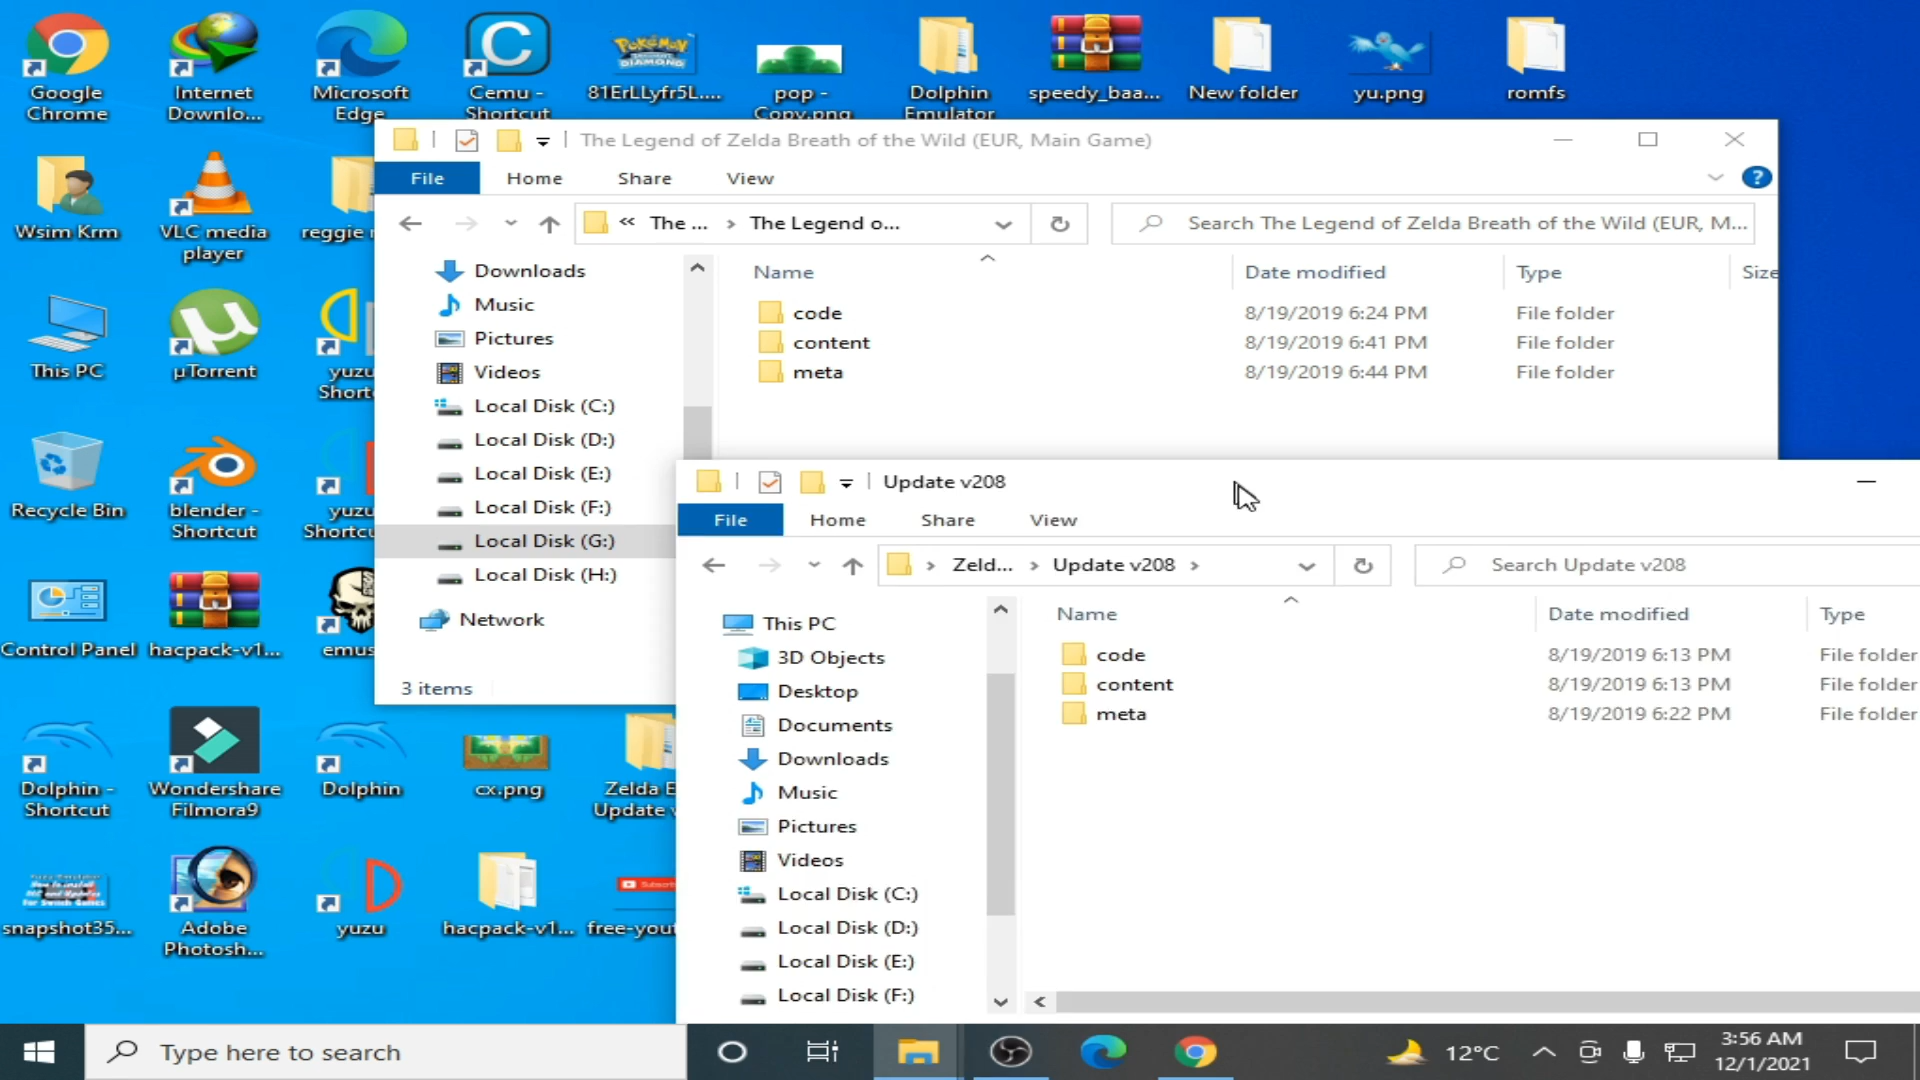 Google
Chrome
Internet
Downlo...
Microsoft
Edge
Cemu -
Shortcut
81ErLLyfr5L....
pop -
Copy.png
Dolphin
Emulator
speedy_baa...
New folder
yu.png
romfs
The Legend of Zelda Breath of the Wild (EUR, Main Game)
File Home Share View
« The ... › The Legend o...
Search The Legend of Zelda Breath of the Wild (EUR, M...
Downloads
Music
Pictures
Videos
Local Disk (C:)
Local Disk (D:)
Local Disk (E:)
Local Disk (F:)
Local Disk (G:)
Local Disk (H:)
Network
3 items
Name Date modified Type Size
code 8/19/2019 6:24 PM File folder
content 8/19/2019 6:41 PM File folder
meta 8/19/2019 6:44 PM File folder
Wsim Krm
VLC media
player
reggie
This PC
µTorrent
yuzu
Short
Recycle Bin
blender -
Shortcut
yuzu
Shortcu
Control Panel
hacpack-v1...
emus
Update v208
File Home Share View
Zeld... › Update v208 ›
Search Update v208
This PC
3D Objects
Desktop
Documents
Downloads
Music
Pictures
Videos
Local Disk (C:)
Local Disk (D:)
Local Disk (E:)
Local Disk (F:)
Name Date modified Type
code 8/19/2019 6:13 PM File folder
content 8/19/2019 6:13 PM File folder
meta 8/19/2019 6:22 PM File folder
Dolphin -
Shortcut
Wondershare
Filmora9
Dolphin
cx.png
Zelda E
Update
snapshot35...
Adobe
Photosh...
yuzu
hacpack-v1...
free-yout
Type here to search
12°C
3:56 AM
12/1/2021